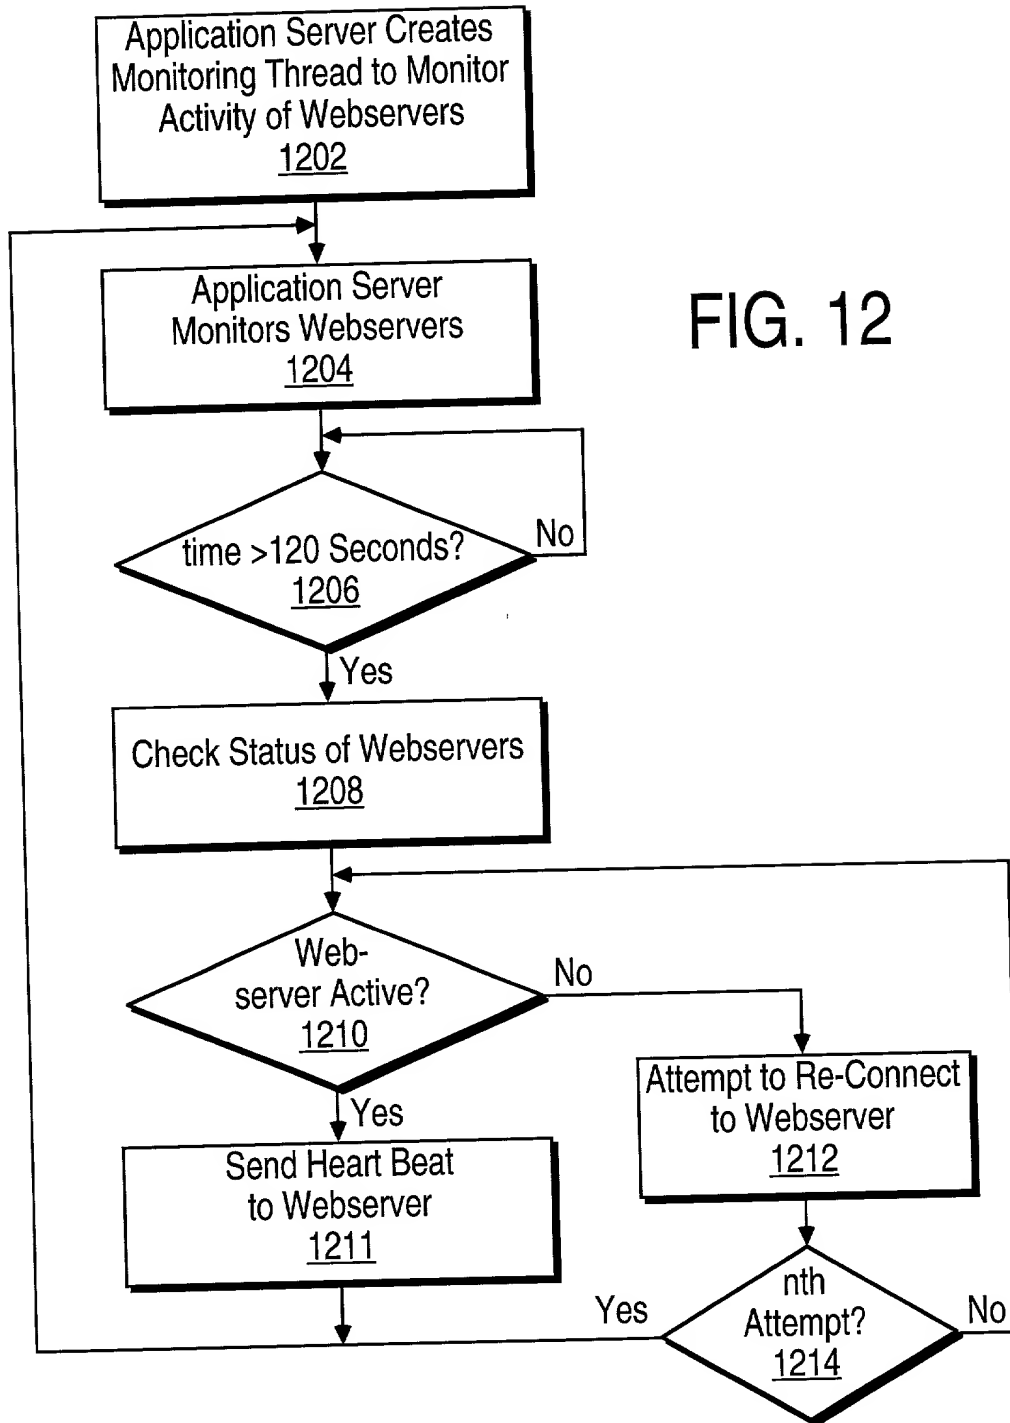 Application Server Creates
Monitoring Thread to Monitor
Activity of Webservers
1202
Application Server
Monitors Webservers
1204
FIG. 12
time >120 Seconds?
1206
No
Yes
Check Status of Webservers
1208
Web-
server Active?
1210
No
Yes
Attempt to Re-Connect
to Webserver
1212
Send Heart Beat
to Webserver
1211
nth
Attempt?
1214
Yes
No